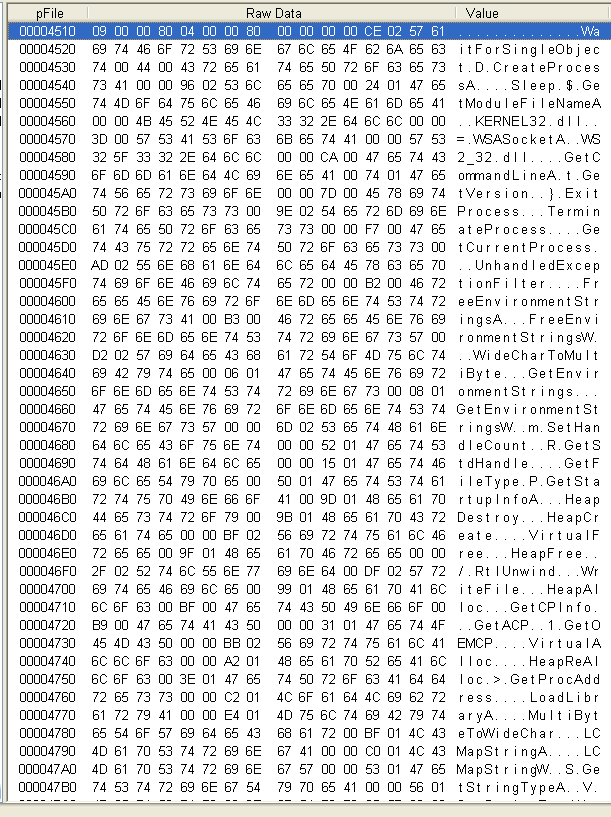 pFile Raw Data Value
00004510 09 00 00 80 04 00 00 80 00 00 00 00 CE 02 57 61 ..............Wa
00004520 69 74 46 6F 72 53 69 6E 67 6C 65 4F 62 6A 65 63 itForSingleObjec
00004530 74 00 44 00 43 72 65 61 74 65 50 72 6F 63 65 73 t.D.CreateProces
00004540 73 41 00 00 96 02 53 6C 65 65 70 00 24 01 47 65 sA....Sleep.$.Ge
00004550 74 4D 6F 64 75 6C 65 46 69 6C 65 4E 61 6D 65 41 tModuleFileNameA
00004560 00 00 4B 45 52 4E 45 4C 33 32 2E 64 6C 6C 00 00 ..KERNEL32.dll..
00004570 3D 00 57 53 41 53 6F 63 6B 65 74 41 00 00 57 53 =.WSASocketA..WS
00004580 32 5F 33 32 2E 64 6C 6C 00 00 CA 00 47 65 74 43 2_32.dll....GetC
00004590 6F 6D 6D 61 6E 64 4C 69 6E 65 41 00 74 01 47 65 ommandLineA.t.Ge
000045A0 74 56 65 72 73 69 6F 6E 00 00 7D 00 45 78 69 74 tVersion..}.Exit
000045B0 50 72 6F 63 65 73 73 00 9E 02 54 65 72 6D 69 6E Process...Termin
000045C0 61 74 65 50 72 6F 63 65 73 73 00 00 F7 00 47 65 ateProcess....Ge
000045D0 74 43 75 72 72 65 6E 74 50 72 6F 63 65 73 73 00 tCurrentProcess.
000045E0 AD 02 55 6E 68 61 6E 64 6C 65 64 45 78 63 65 70 ..UnhandledExcep
000045F0 74 69 6F 6E 46 69 6C 74 65 72 00 00 B2 00 46 72 tionFilter....Fr
00004600 65 65 45 6E 76 69 72 6F 6E 6D 65 6E 74 53 74 72 eeEnvironmentStr
00004610 69 6E 67 73 41 00 B3 00 46 72 65 65 45 6E 76 69 ingsA...FreeEnvi
00004620 72 6F 6E 6D 65 6E 74 53 74 72 69 6E 67 73 57 00 ronmentStringsW.
00004630 D2 02 57 69 64 65 43 68 61 72 54 6F 4D 75 6C 74 ..WideCharToMult
00004640 69 42 79 74 65 00 06 01 47 65 74 45 6E 76 69 72 iByte...GetEnvir
00004650 6F 6E 6D 65 6E 74 53 74 72 69 6E 67 73 00 08 01 onmentStrings...
00004660 47 65 74 45 6E 76 69 72 6F 6E 6D 65 6E 74 53 74 GetEnvironmentSt
00004670 72 69 6E 67 73 57 00 00 6D 02 53 65 74 48 61 6E ringsW..m.SetHan
00004680 64 6C 65 43 6F 75 6E 74 00 00 52 01 47 65 74 53 dleCount..R.GetS
00004690 74 64 48 61 6E 64 6C 65 00 00 15 01 47 65 74 46 tdHandle....GetF
000046A0 69 6C 65 54 79 70 65 00 50 01 47 65 74 53 74 61 ileType.P.GetSta
000046B0 72 74 75 70 49 6E 66 6F 41 00 9D 01 48 65 61 70 rtupInfoA...Heap
000046C0 44 65 73 74 72 6F 79 00 9B 01 48 65 61 70 43 72 Destroy...HeapCr
000046D0 65 61 74 65 00 00 BF 02 56 69 72 74 75 61 6C 46 eate....VirtualF
000046E0 72 65 65 00 9F 01 48 65 61 70 46 72 65 65 00 00 ree...HeapFree..
000046F0 2F 02 52 74 6C 55 6E 77 69 6E 64 00 DF 02 57 72 /.RtlUnwind...Wr
00004700 69 74 65 46 69 6C 65 00 99 01 48 65 61 70 41 6C iteFile...HeapAl
00004710 6C 6F 63 00 BF 00 47 65 74 43 50 49 6E 66 6F 00 loc...GetCPInfo.
00004720 B9 00 47 65 74 41 43 50 00 00 31 01 47 65 74 4F ..GetACP..1.GetO
00004730 45 4D 43 50 00 00 BB 02 56 69 72 74 75 61 6C 41 EMCP....VirtualA
00004740 6C 6C 6F 63 00 00 A2 01 48 65 61 70 52 65 41 6C lloc....HeapReAl
00004750 6C 6F 63 00 3E 01 47 65 74 50 72 6F 63 41 64 64 loc.>.GetProcAdd
00004760 72 65 73 73 00 00 C2 01 4C 6F 61 64 4C 69 62 72 ress....LoadLibr
00004770 61 72 79 41 00 00 E4 01 4D 75 6C 74 69 42 79 74 aryA....MultiByt
00004780 65 54 6F 57 69 64 65 43 68 61 72 00 BF 01 4C 43 eToWideChar...LC
00004790 4D 61 70 53 74 72 69 6E 67 41 00 00 C0 01 4C 43 MapStringA....LC
000047A0 4D 61 70 53 74 72 69 6E 67 57 00 00 53 01 47 65 MapStringW..S.Ge
000047B0 74 53 74 72 69 6E 67 54 79 70 65 41 00 00 56 01 tStringTypeA..V.